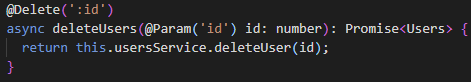 @Delete(':id')
async deleteUsers(@Param('id') id: number): Promise<Users> {
return this.usersService.deleteUser(id);
}